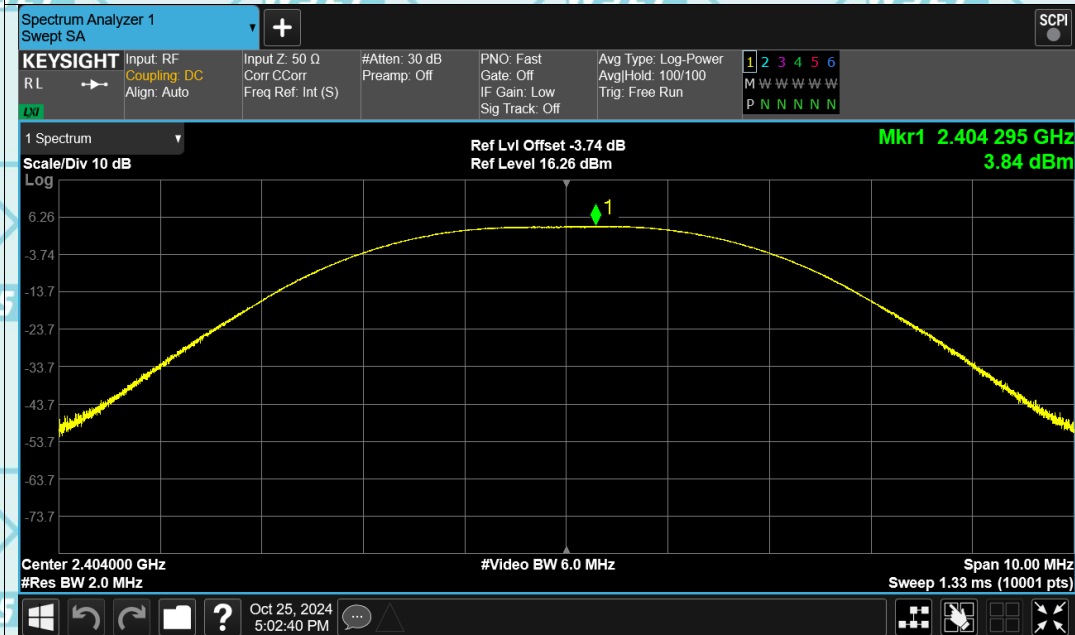 Spectrum Analyzer 1
Swept SA
+
SCPI
KEYSIGHT
R L
LXI
Input: RF
Coupling: DC
Align: Auto
Input Z: 50 Ω
Corr CCorr
Freq Ref: Int (S)
#Atten: 30 dB
Preamp: Off
PNO: Fast
Gate: Off
IF Gain: Low
Sig Track: Off
Avg Type: Log-Power
Avg|Hold: 100/100
Trig: Free Run
1 2 3 4 5 6
M W W W W W
P N N N N N
1 Spectrum
Scale/Div 10 dB
Log
Ref Lvl Offset -3.74 dB
Ref Level 16.26 dBm
Mkr1 2.404 295 GHz
3.84 dBm
1
6.26
-3.74
-13.7
-23.7
-33.7
-43.7
-53.7
-63.7
-73.7
Center 2.404000 GHz
#Res BW 2.0 MHz
#Video BW 6.0 MHz
Span 10.00 MHz
Sweep 1.33 ms (10001 pts)
?
Oct 25, 2024
5:02:40 PM